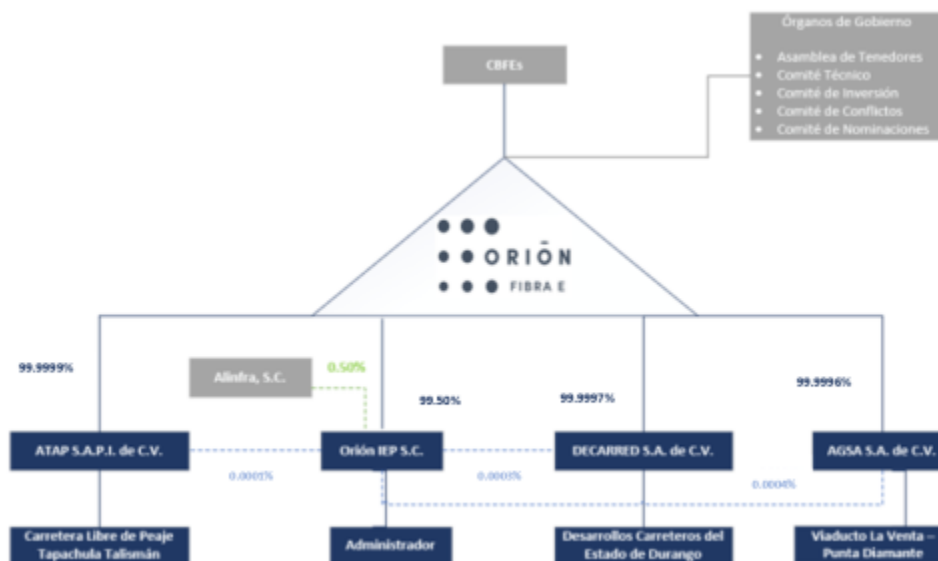 Órganos de Gobierno
CBFEs
• Asamblea de Tenedores
• Comité Técnico
• Comité de Inversión
• Comité de Conflictos
• Comité de Nominaciones
ORIÓN
FIBRA E
99.9999%
Alinfra, S.C.
0.50%
99.50%
99.9997%
99.9996%
ATAP S.A.P.I. de C.V.
Orión IEP S.C.
DECARRED S.A. de C.V.
AGSA S.A. de C.V.
0.0001%
0.0003%
0.0004%
Carretera Libre de Peaje
Tapachula Talismán
Administrador
Desarrollos Carreteros del
Estado de Durango
Viaducto La Venta –
Punta Diamante